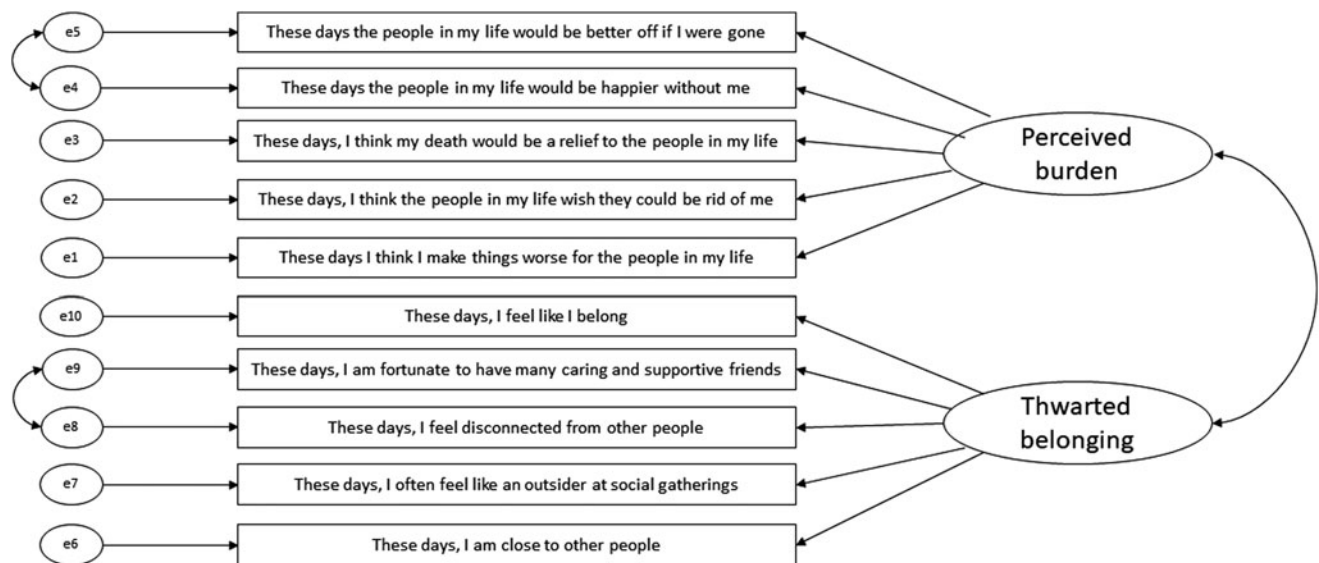 e5
These days the people in my life would be better off if I were gone
e4
These days the people in my life would be happier without me
e3
These days, I think my death would be a relief to the people in my life
e2
These days, I think the people in my life wish they could be rid of me
e1
These days I think I make things worse for the people in my life
e10
These days, I feel like I belong
e9
These days, I am fortunate to have many caring and supportive friends
e8
These days, I feel disconnected from other people
e7
These days, I often feel like an outsider at social gatherings
e6
These days, I am close to other people
Perceived
burden
Thwarted
belonging